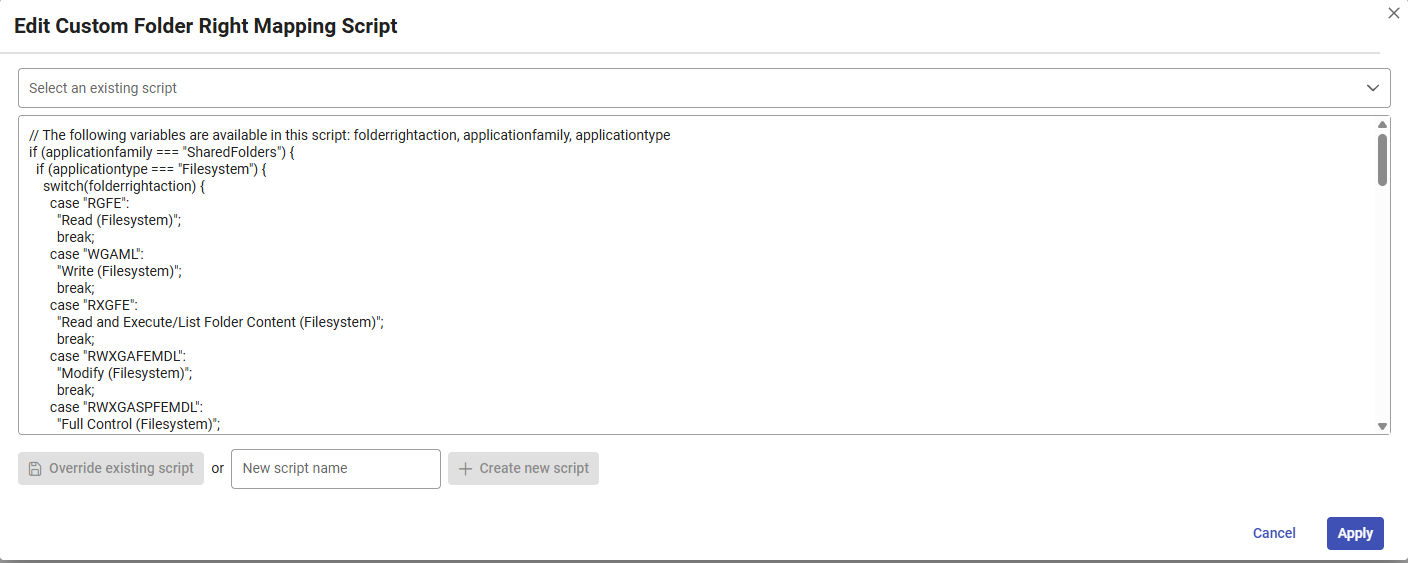 Edit Custom Folder Right Mapping Script
Select an existing script
// The following variables are available in this script: folderrightaction, applicationfamily, applicationtype
if (applicationfamily === "SharedFolders") {
  if (applicationtype === "Filesystem") {
    switch(folderrightaction) {
      case "RGFE":
        "Read (Filesystem)";
        break;
      case "WGAML":
        "Write (Filesystem)";
        break;
      case "RXGFE":
        "Read and Execute/List Folder Content (Filesystem)";
        break;
      case "RWXGAFEMDL":
        "Modify (Filesystem)";
        break;
      case "RWXGASPFEMDL":
        "Full Control (Filesystem)";
Override existing script or New script name + Create new script
Cancel Apply